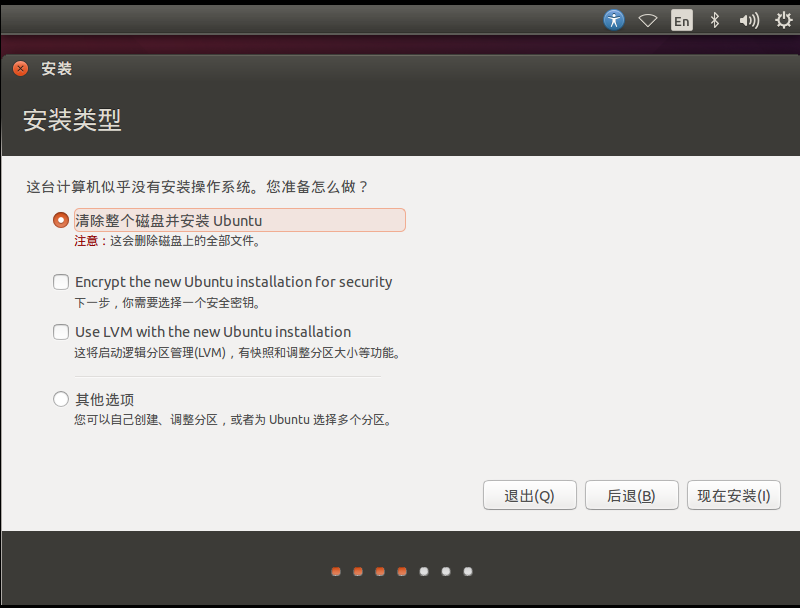 En
安装
安装类型
这台计算机似乎没有安装操作系统。您准备怎么做？
清除整个磁盘并安装 Ubuntu
注意：这会删除磁盘上的全部文件。
Encrypt the new Ubuntu installation for security
下一步，你需要选择一个安全密钥。
Use LVM with the new Ubuntu installation
这将启动逻辑分区管理(LVM)，有快照和调整分区大小等功能。
其他选项
您可以自己创建、调整分区，或者为 Ubuntu 选择多个分区。
退出(Q) 后退(B) 现在安装(I)